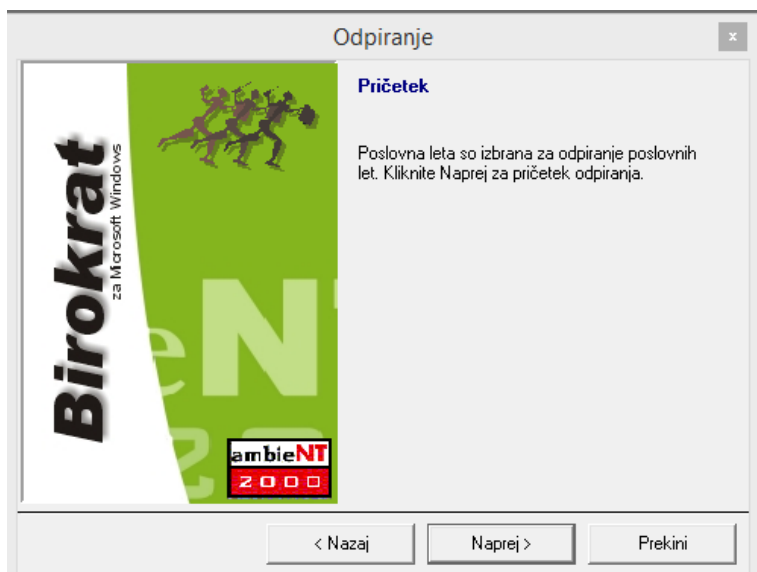 Odpiranje
x
Birokrat
za Microsoft Windows
Pričetek
Poslovna leta so izbrana za odpiranje poslovnih
let. Kliknite Naprej za pričetek odpiranja.
eNT
ambieNT
2000
< Nazaj
Naprej >
Prekini